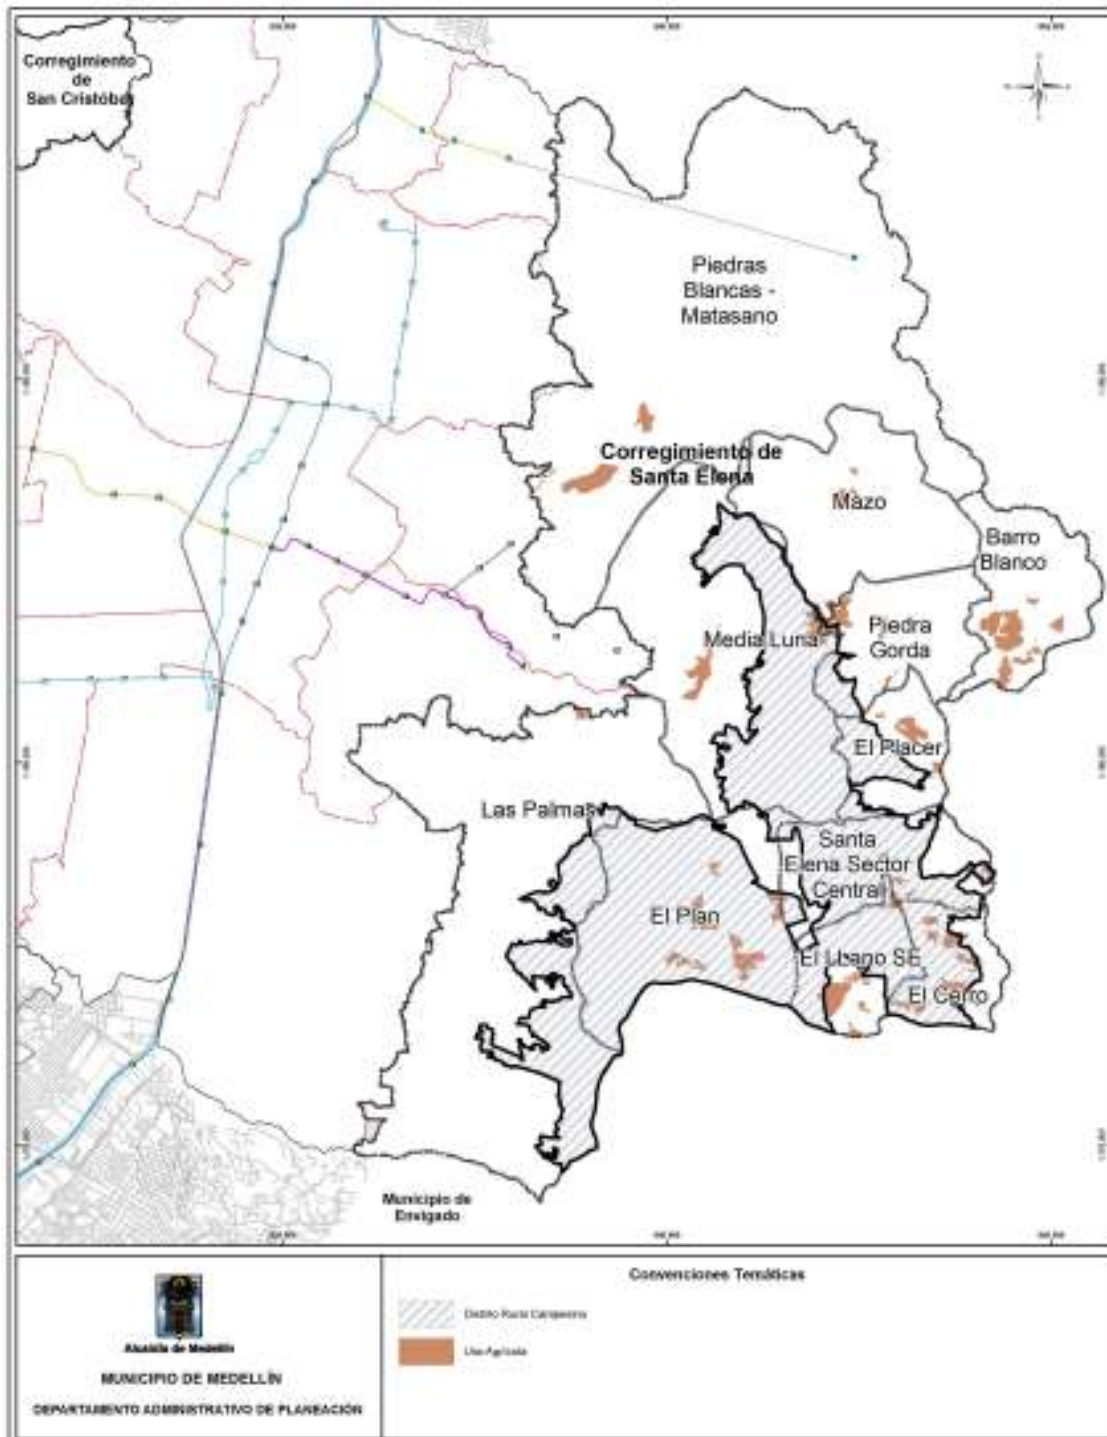 Corregimiento
de
San Cristóbal
Piedras
Blancas -
Matasano
Corregimiento de
Santa Elena
Mazo
Barro
Blanco
Media Luna
Piedra
Gorda
El Placer
Las Palmas
Santa
Elena Sector
Central
El Plan
El Llano SE
El Cerro
Municipio de
Envigado
Convenciones Temáticas
Distrito Rural Campesino
Uso Agrícola
Alcaldía de Medellín
MUNICIPIO DE MEDELLÍN
DEPARTAMENTO ADMINISTRATIVO DE PLANEACIÓN